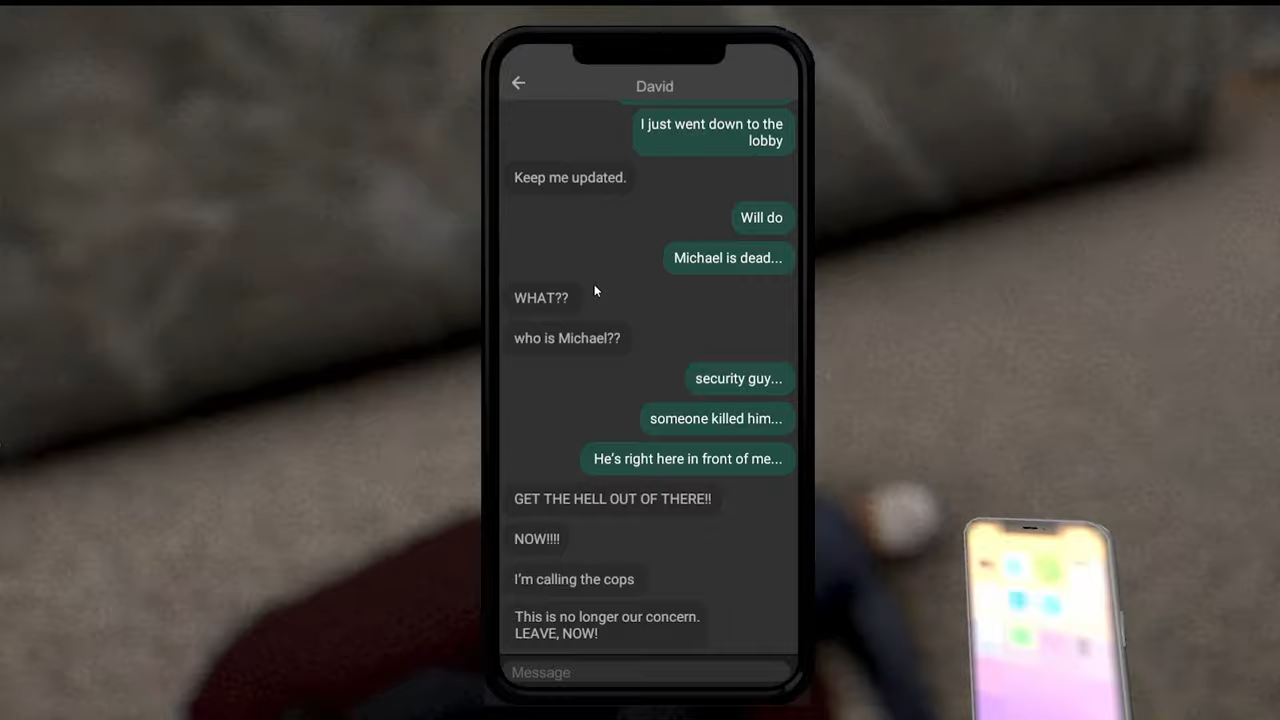 David
I just went down to the
lobby
Keep me updated.
Will do
Michael is dead...
WHAT??
who is Michael??
security guy...
someone killed him...
He's right here in front of me...
GET THE HELL OUT OF THERE!!
NOW!!!!
I'm calling the cops
This is no longer our concern.
LEAVE, NOW!
Message